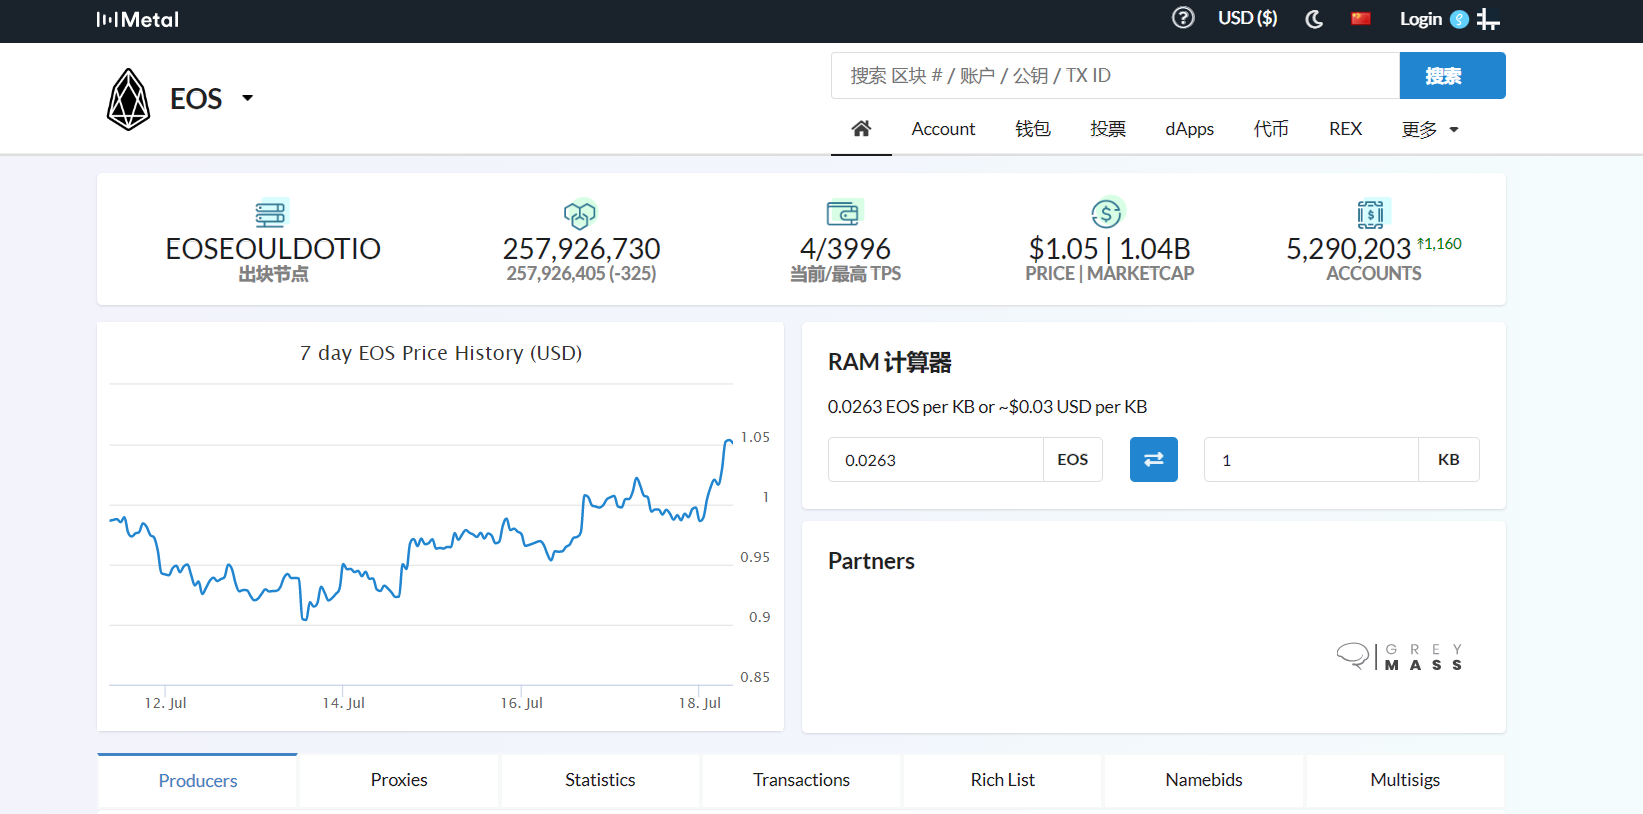 Metal
USD ($)
Login
EOS
搜索 区块 # / 账户 / 公钥 / TX ID
搜索
Account
钱包
投票
dApps
代币
REX
更多
EOSEOULDOTIO
出块节点
257,926,730
257,926,405 (-325)
4/3996
当前/最高 TPS
$1.05 | 1.04B
PRICE | MARKETCAP
5,290,203 1,160
ACCOUNTS
7 day EOS Price History (USD)
1.05
1
0.95
0.9
0.85
12. Jul
14. Jul
16. Jul
18. Jul
RAM 计算器
0.0263 EOS per KB or ~$0.03 USD per KB
0.0263
EOS
1
KB
Partners
GREY
MASS
Producers
Proxies
Statistics
Transactions
Rich List
Namebids
Multisigs